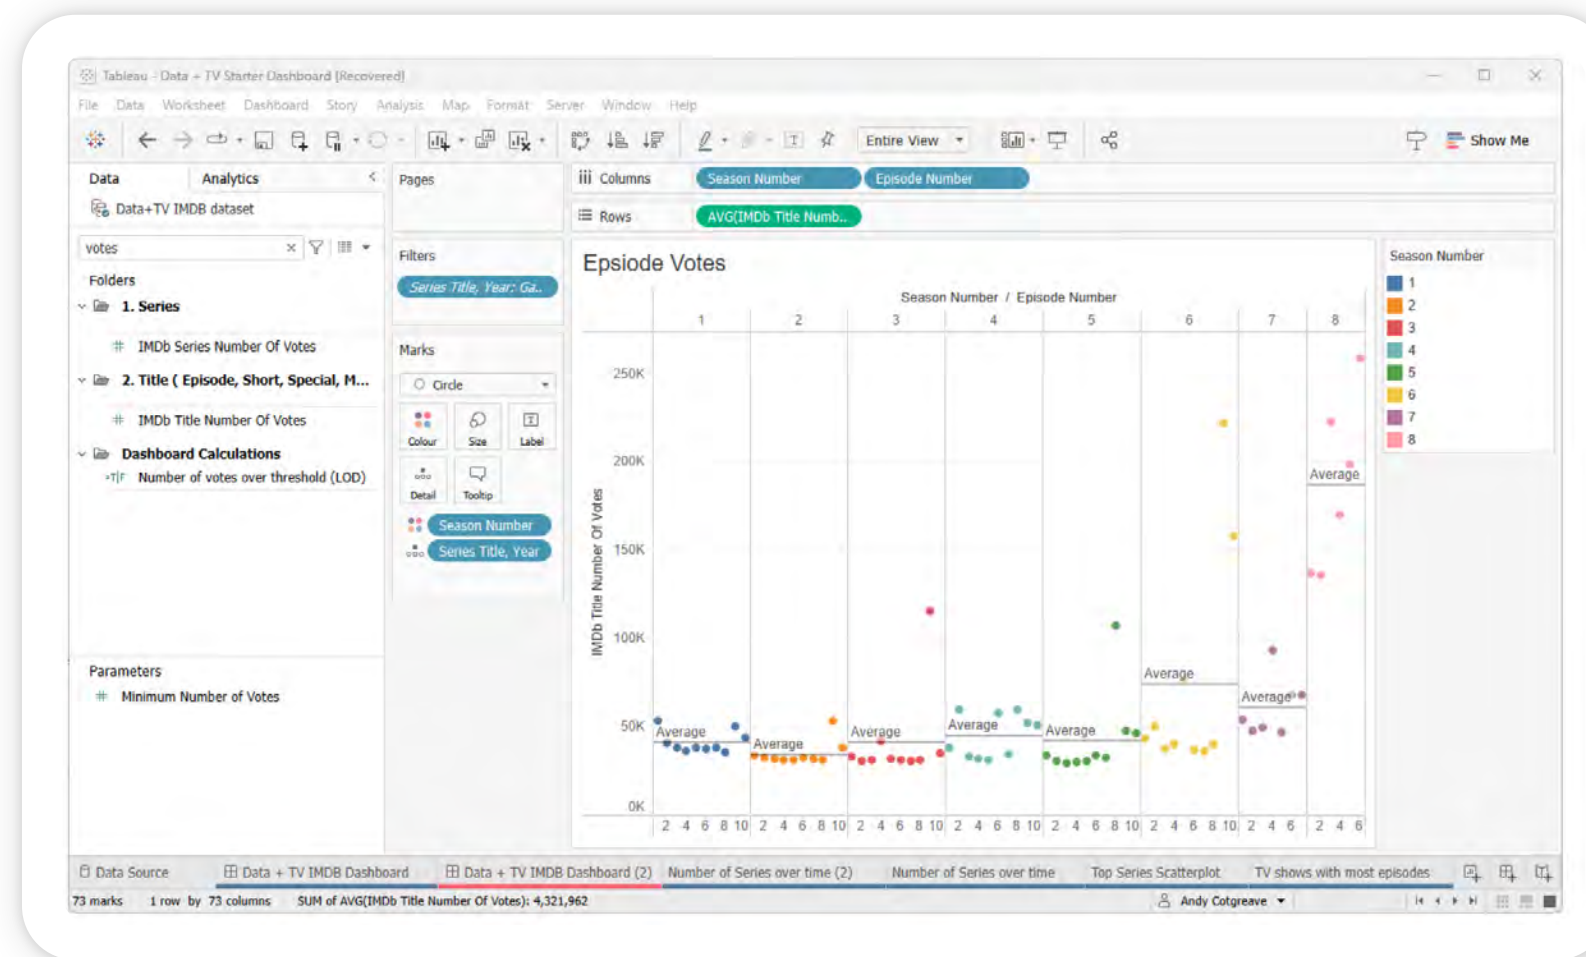 Tableau - Data + TV Starter Dashboard [Recovered]
File Data Worksheet Dashboard Story Analysis Map Format Server Window Help
Entire View
Show Me
Data Analytics
Data+TV IMDB dataset
votes
Folders
1. Series
IMDb Series Number Of Votes
2. Title ( Episode, Short, Special, M...
IMDb Title Number Of Votes
Dashboard Calculations
=T|F Number of votes over threshold (LOD)
Parameters
Minimum Number of Votes
Pages
Filters
Series Title, Year: Ga..
Marks
Circle
Colour Size Label
Detail Tooltip
Season Number
Series Title, Year
Columns Season Number Episode Number
Rows AVG(IMDb Title Numb..
Epsiode Votes
Season Number / Episode Number
1 2 3 4 5 6 7 8
IMDb Title Number Of Votes
250K
200K
150K
100K
50K
0K
Average
Average
Average
Average
Average
Average
Average
Average
2 4 6 8 10 2 4 6 8 10 2 4 6 8 10 2 4 6 8 10 2 4 6 8 10 2 4 6 8 10 2 4 6 2 4 6
Season Number
1
2
3
4
5
6
7
8
Data Source Data + TV IMDB Dashboard Data + TV IMDB Dashboard (2) Number of Series over time (2) Number of Series over time Top Series Scatterplot TV shows with most episodes
73 marks 1 row by 73 columns SUM of AVG(IMDb Title Number Of Votes): 4,321,962 Andy Cotgreave